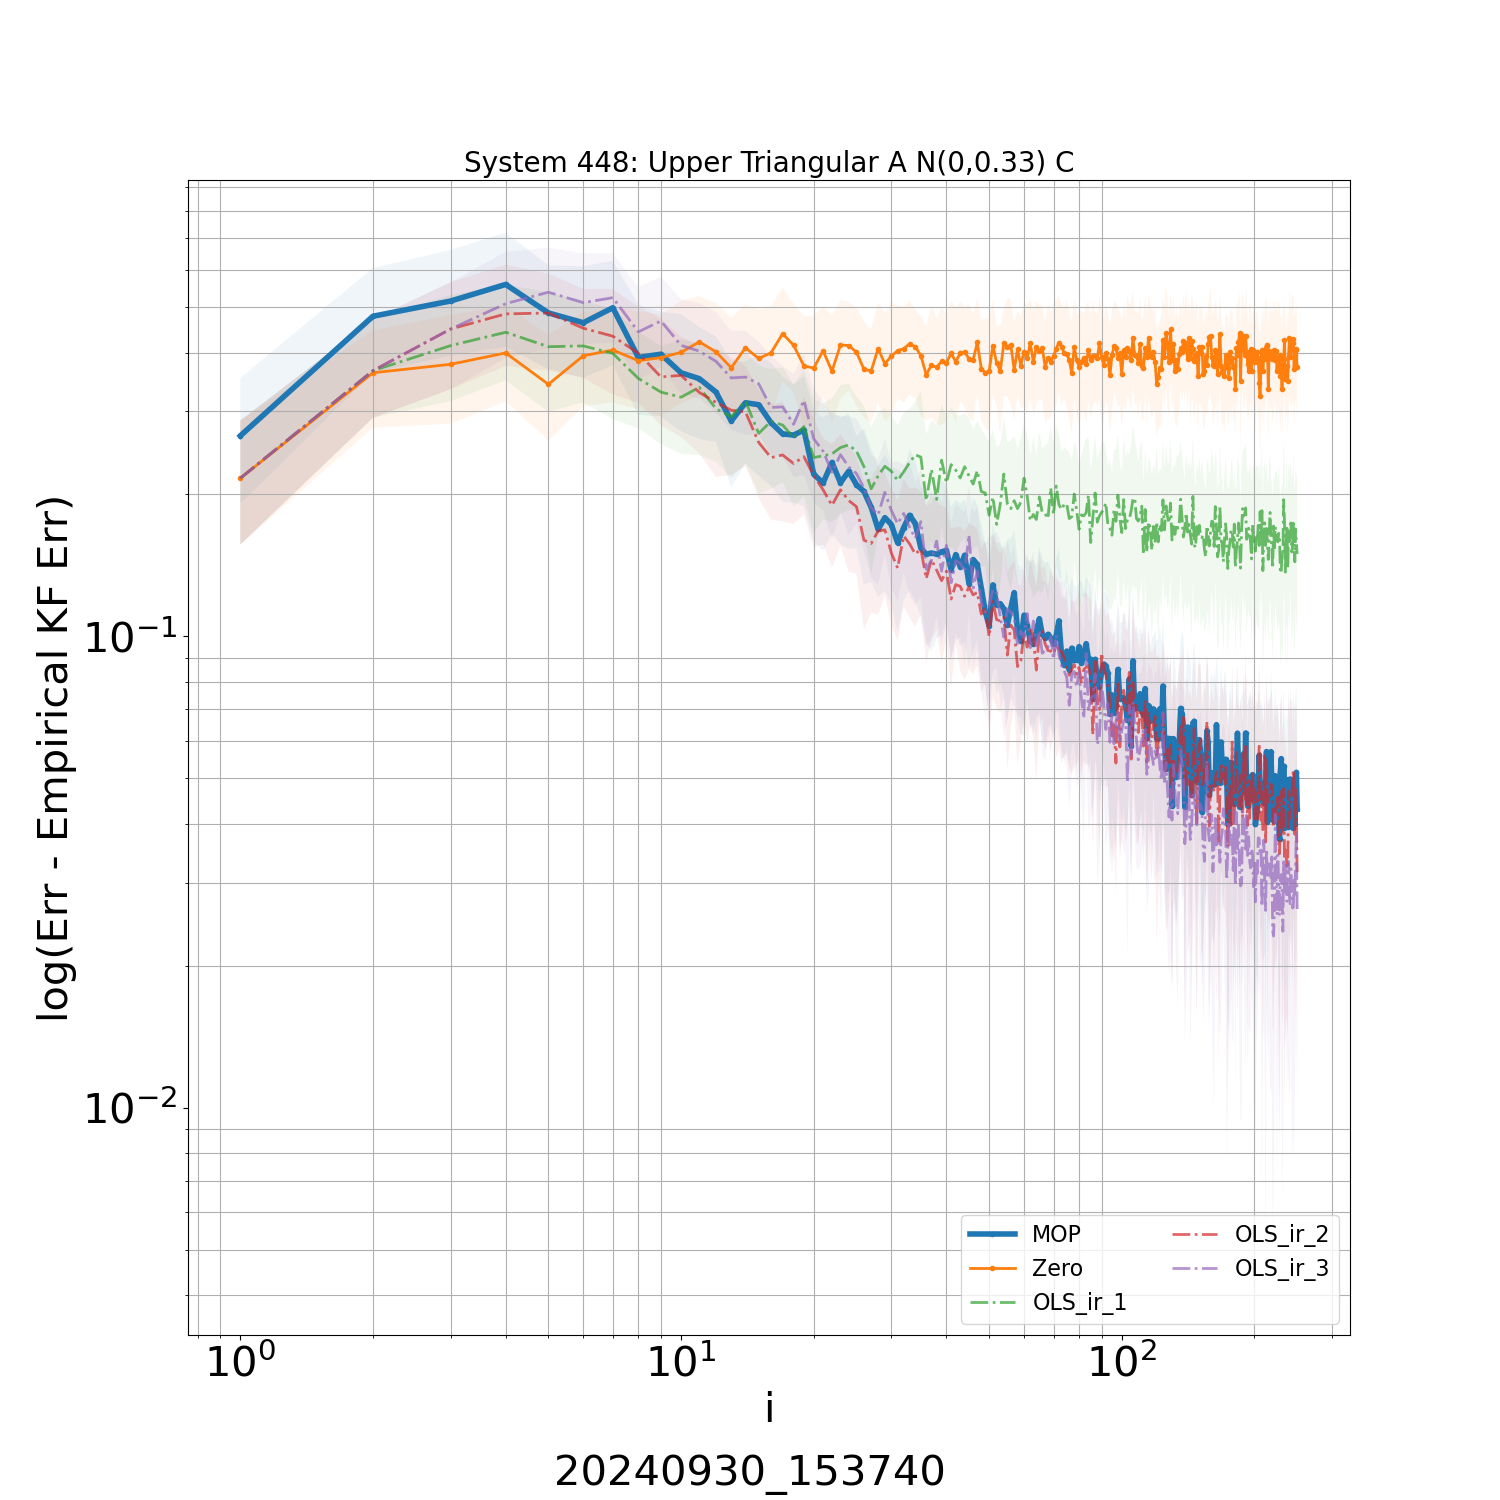 System 448: Upper Triangular A N(0,0.33) C
log(Err - Empirical KF Err)
10⁻¹
10⁻²
MOP
Zero
OLS_ir_1
OLS_ir_2
OLS_ir_3
10⁰ 10¹ 10²
i
20240930_153740